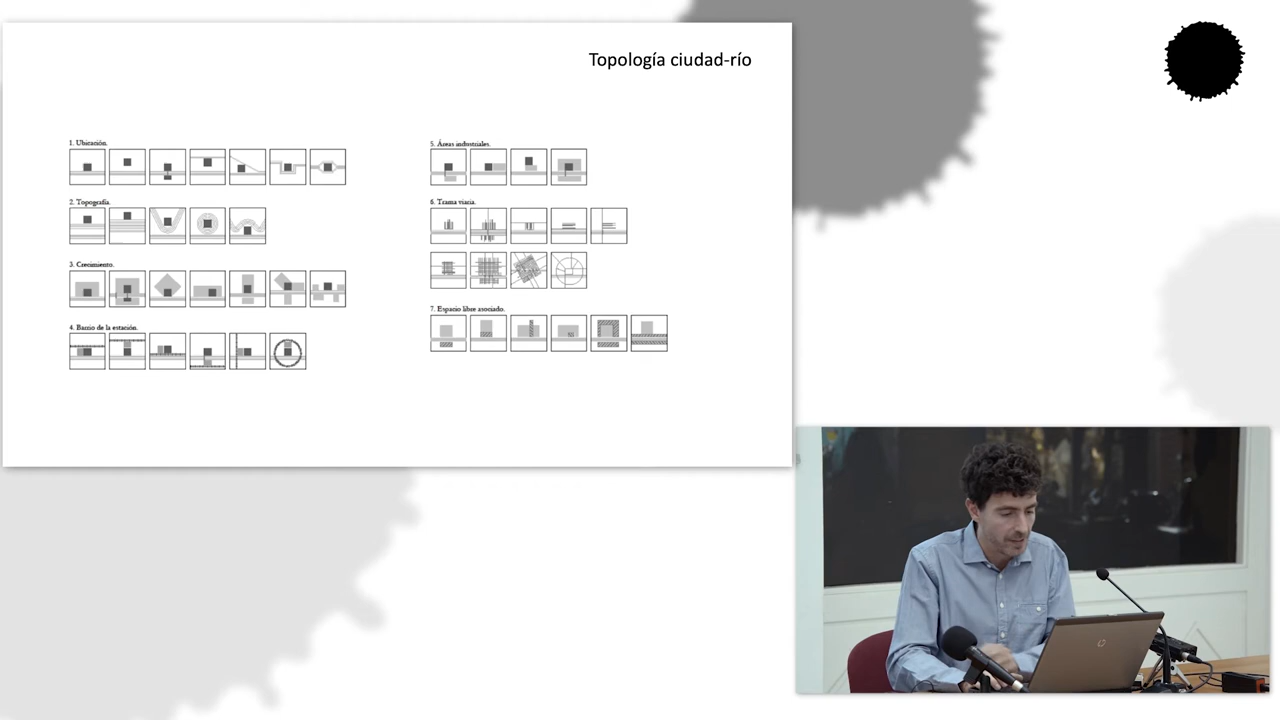 Topología ciudad-río
1. Ubicación.
2. Topografía.
3. Crecimiento.
4. Barrio de la estación.
5. Áreas industriales.
6. Trama viaria.
7. Espacio libre asociado.